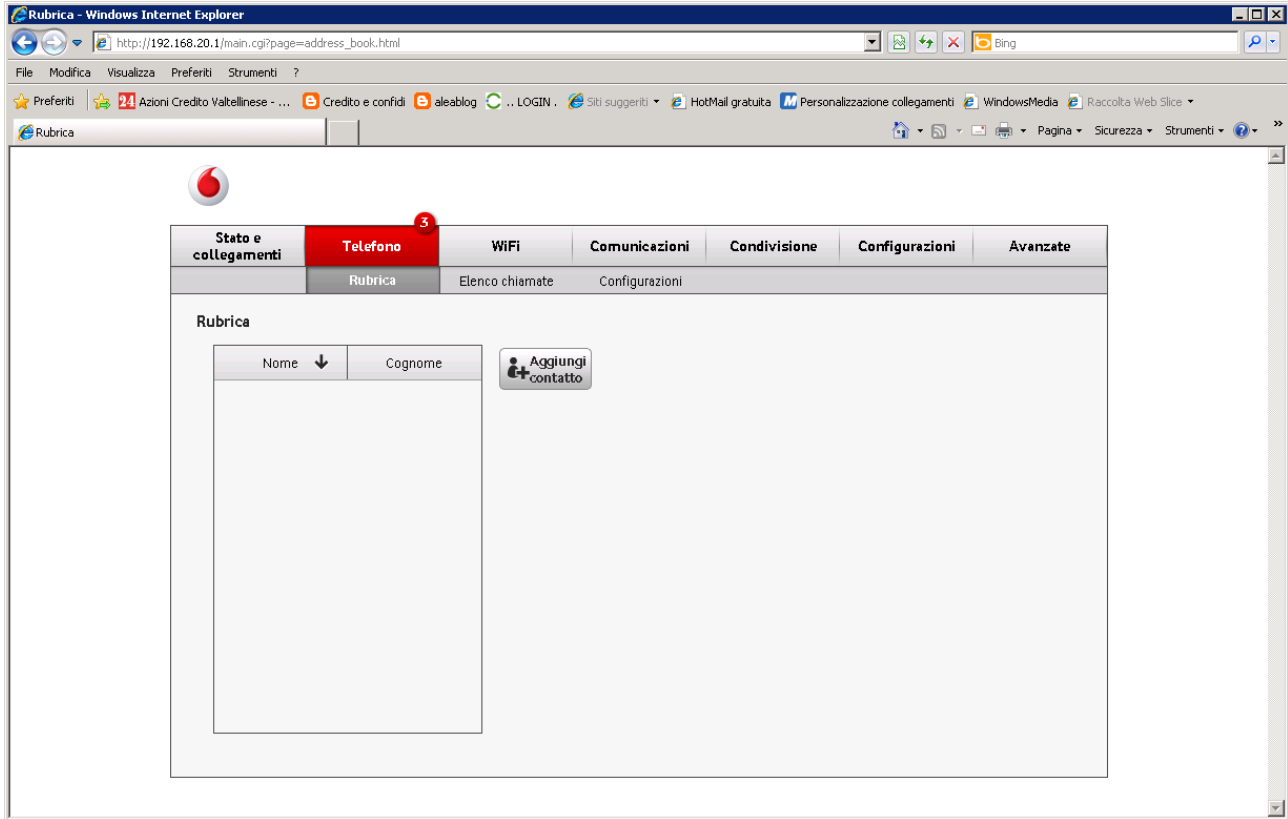 Rubrica - Windows Internet Explorer
http://192.168.20.1/main.cgi?page=address_book.html
Bing
File Modifica Visualizza Preferiti Strumenti ?
Preferiti 24 Azioni Credito Valtellinese - ... Credito e confidi aleablog .. LOGIN . Siti suggeriti HotMail gratuita M Personalizzazione collegamenti WindowsMedia Raccolta Web Slice
Rubrica Pagina Sicurezza Strumenti »
3
Stato e collegamenti Telefono WiFi Comunicazioni Condivisione Configurazioni Avanzate
Rubrica Elenco chiamate Configurazioni
Rubrica
Nome Cognome
Aggiungi
contatto